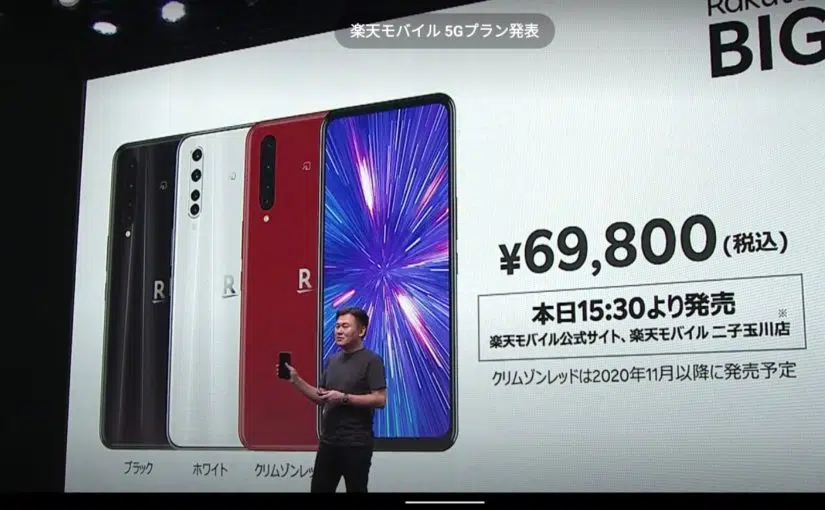 楽天モバイル 5Gプラン発表
BIG
¥69,800(税込)
本日15:30より発売
※
楽天モバイル公式サイト、楽天モバイル 二子玉川店
クリムゾンレッドは2020年11月以降に発売予定
R
R
R
ブラック
ホワイト
クリムゾンレッ